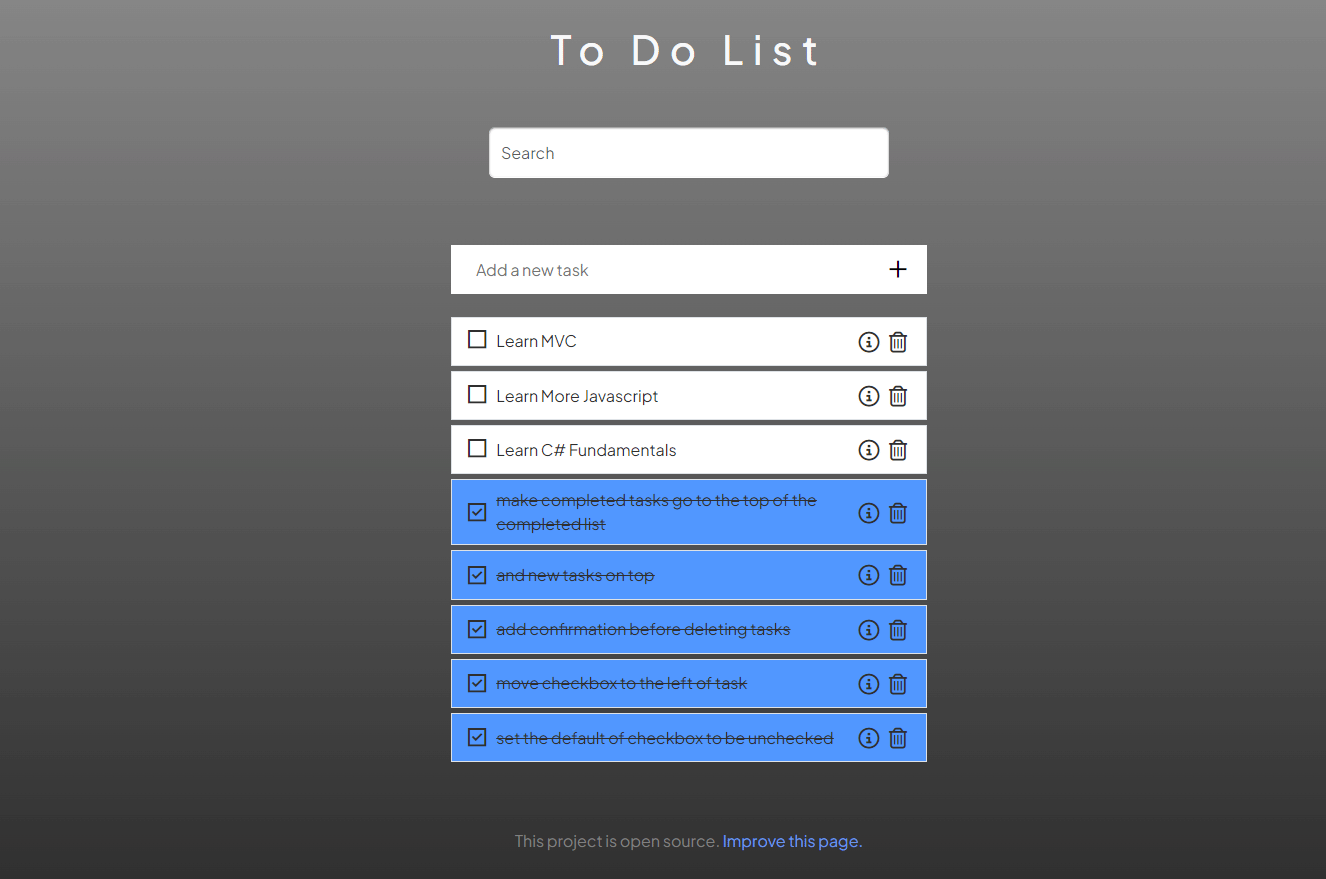 To Do List
Search
Add a new task
Learn MVC
Learn More Javascript
Learn C# Fundamentals
make completed tasks go to the top of the
completed list
and new tasks on top
add confirmation before deleting tasks
move checkbox to the left of task
set the default of checkbox to be unchecked
This project is open source. Improve this page.